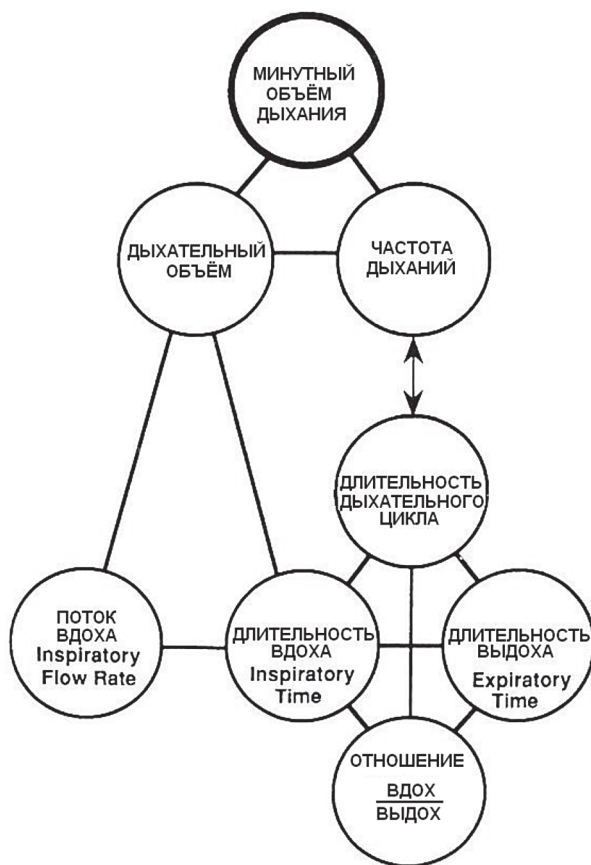 МИНУТНЫЙ
ОБЪЁМ
ДЫХАНИЯ
ДЫХАТЕЛЬНЫЙ
ОБЪЁМ
ЧАСТОТА
ДЫХАНИЙ
ДЛИТЕЛЬНОСТЬ
ДЫХАТЕЛЬНОГО
ЦИКЛА
ПОТОК
ВДОХА
Inspiratory
Flow Rate
ДЛИТЕЛЬНОСТЬ
ВДОХА
Inspiratory
Time
ДЛИТЕЛЬНОСТЬ
ВЫДОХА
Expiratory
Time
ОТНОШЕНИЕ
ВДОХ
ВЫДОХ